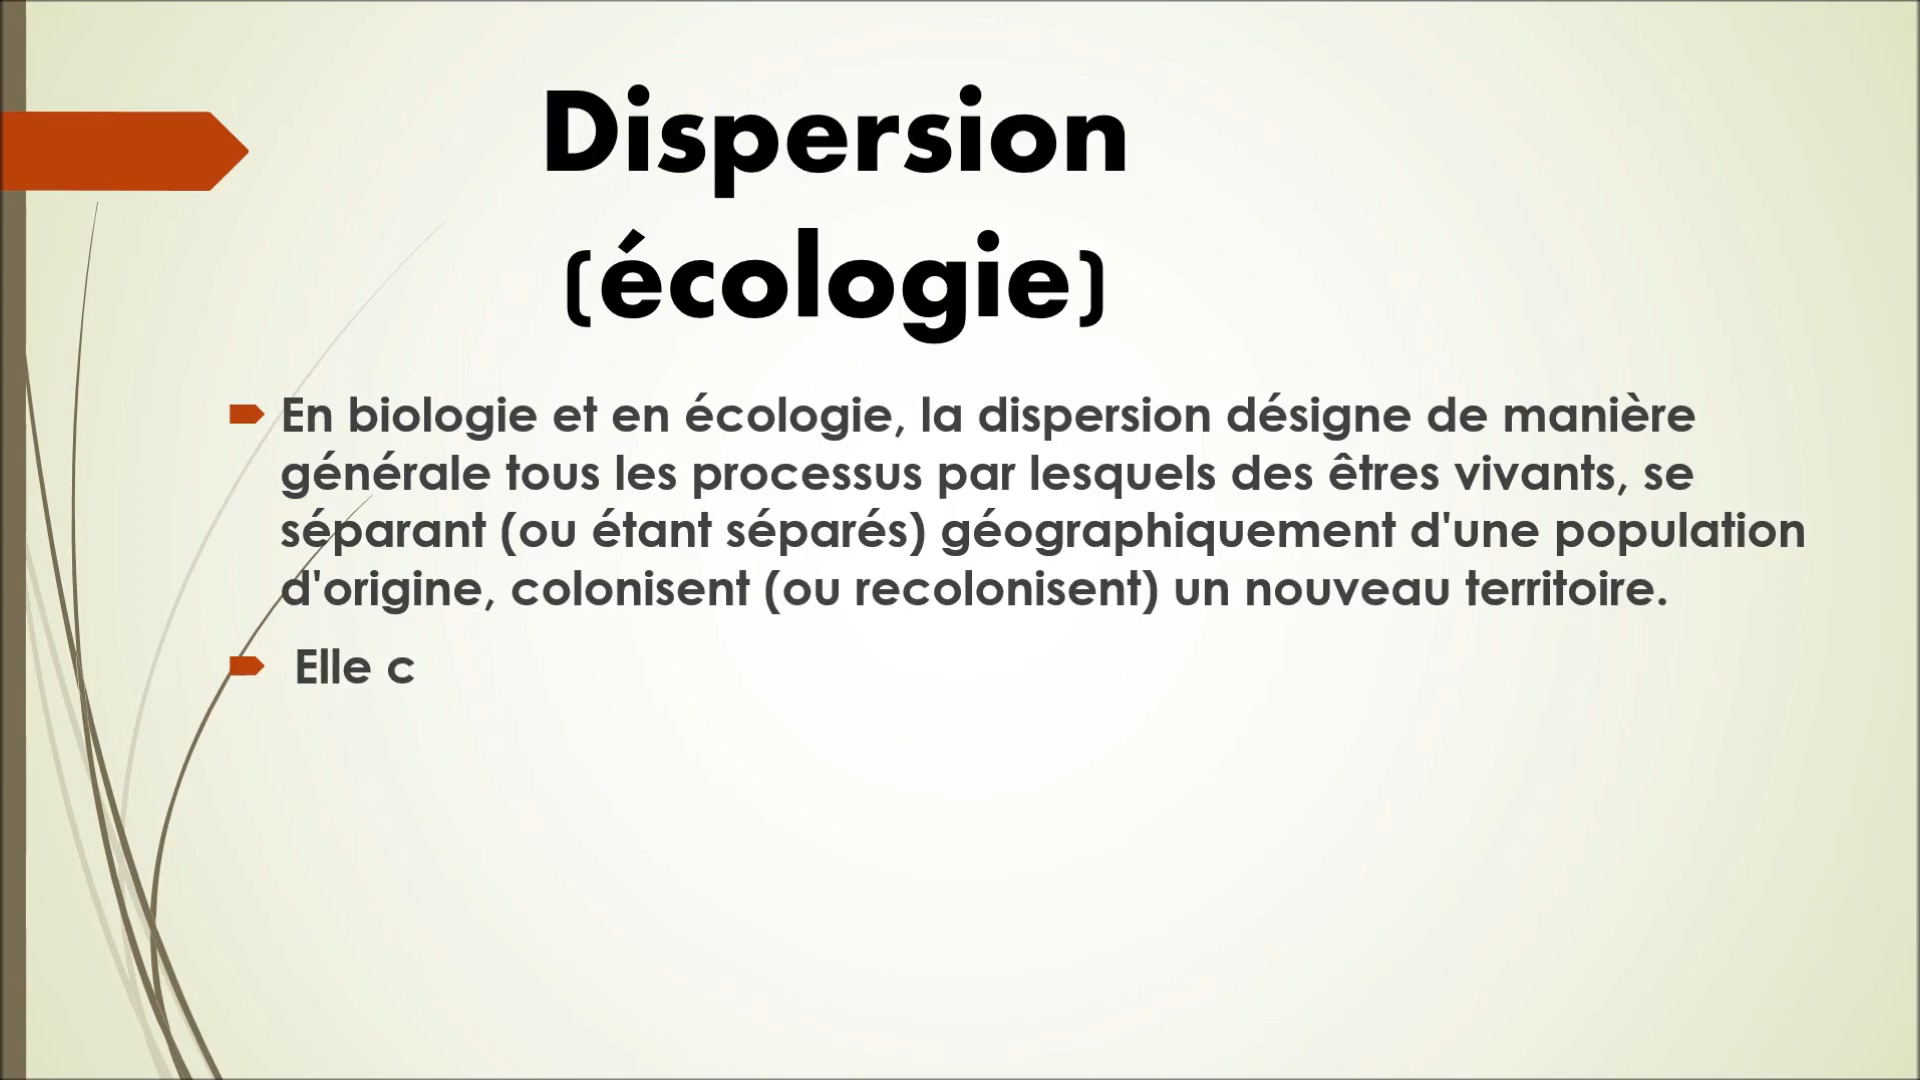 Dispersion
(écologie)
En biologie et en écologie, la dispersion désigne de manière
générale tous les processus par lesquels des êtres vivants, se
séparant (ou étant séparés) géographiquement d'une population
d'origine, colonisent (ou recolonisent) un nouveau territoire.
Elle c